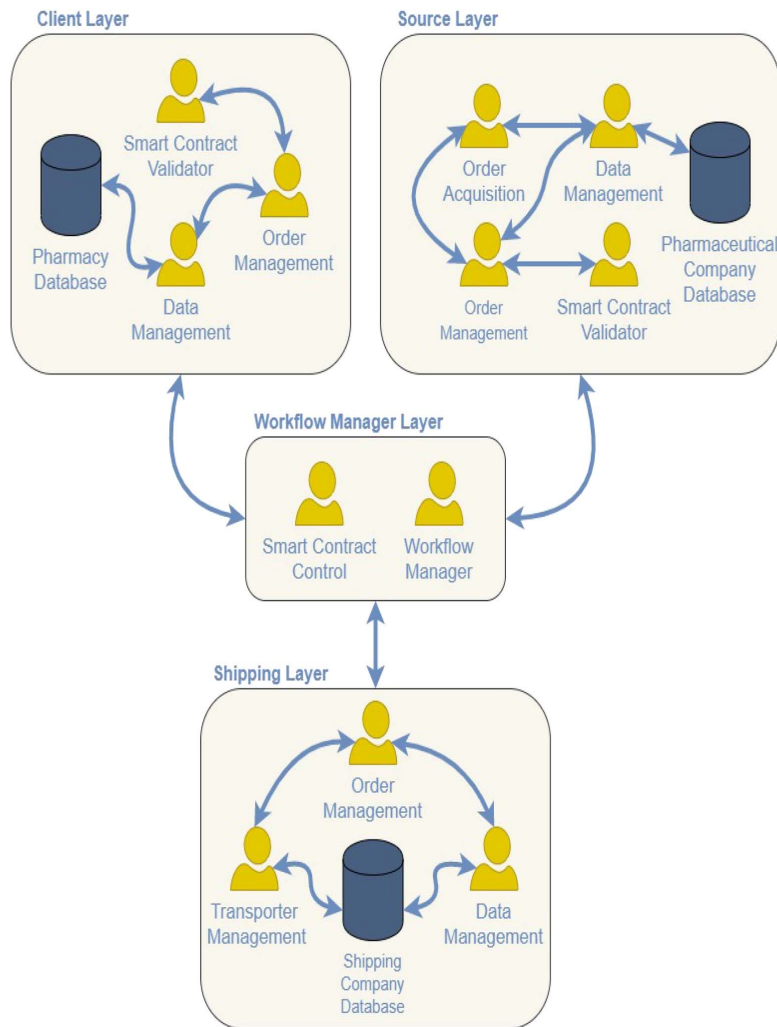 Client Layer
Smart Contract
Validator
Pharmacy
Database
Order
Management
Data
Management
Source Layer
Order
Acquisition
Data
Management
Order
Management
Smart Contract
Validator
Pharmaceutical
Company
Database
Workflow Manager Layer
Smart Contract
Control
Workflow
Manager
Shipping Layer
Order
Management
Transporter
Management
Shipping
Company
Database
Data
Management